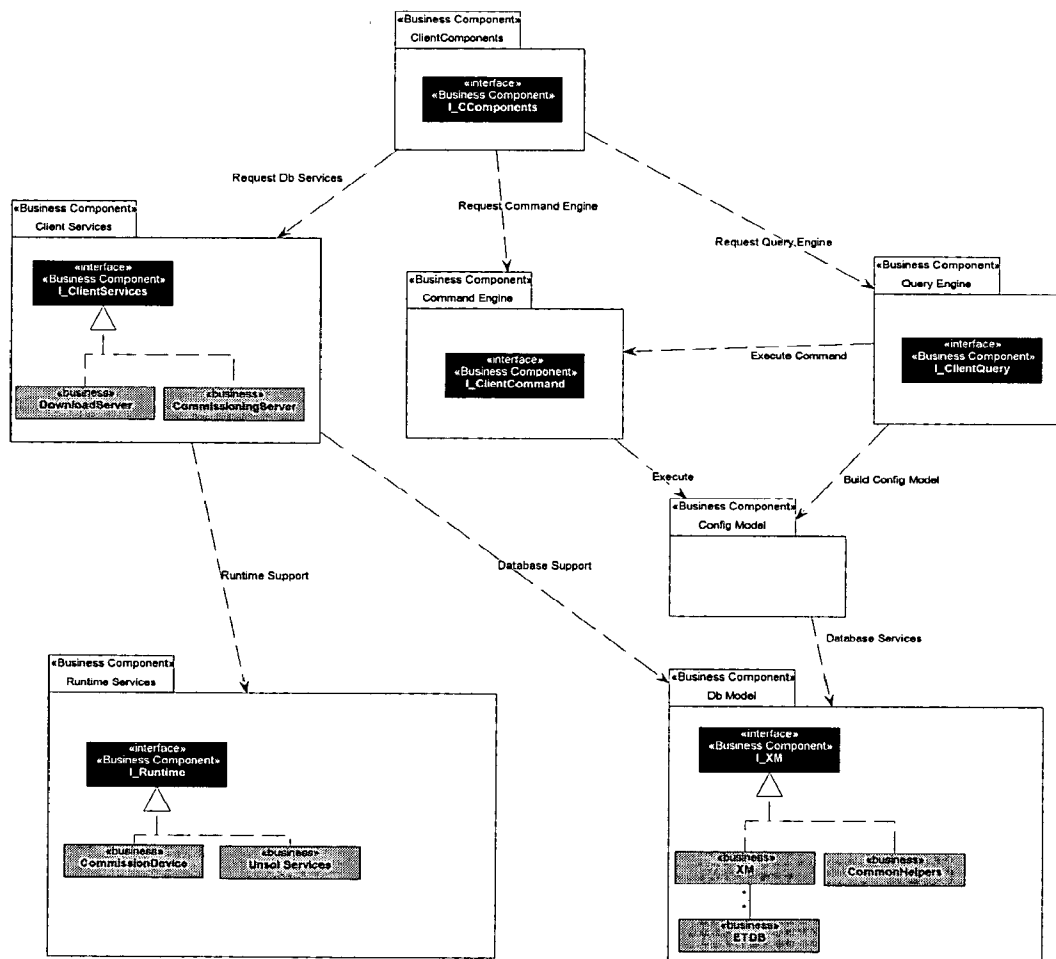 «Business Component»
ClientComponents
«interface»
«Business Component»
I_CComponents
Request Db Services
Request Command Engine
Request Query Engine
«Business Component»
Client Services
«interface»
«Business Component»
I_ClientServices
«business»
DownloadServer
«business»
CommissioningServer
«Business Component»
Command Engine
«interface»
«Business Component»
I_ClientCommand
«Business Component»
Query Engine
«interface»
«Business Component»
I_ClientQuery
Execute Command
Execute
Build Config Model
«Business Component»
Config Model
Runtime Support
Database Support
Database Services
«Business Component»
Runtime Services
«interface»
«Business Component»
I_Runtime
«business»
CommissionDevice
«business»
Unsol Services
«Business Component»
Db Model
«interface»
«Business Component»
I_XM
«business»
XM
«business»
CommonHelpers
*
*
«business»
ETDB